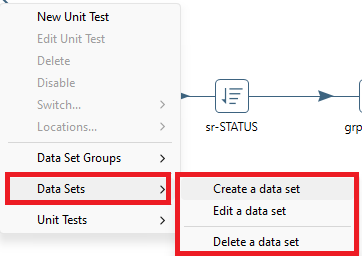 New Unit Test
Edit Unit Test
Delete
Disable
Switch...
Locations...
Data Set Groups
Data Sets
Unit Tests
Create a data set
Edit a data set
Delete a data set
sr-STATUS
grp